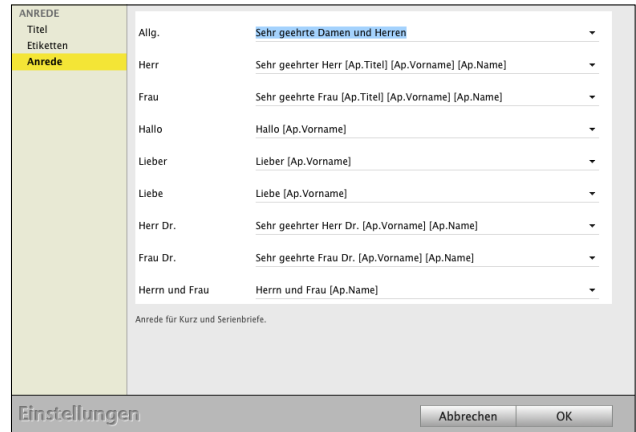 ANREDE
Titel
Etiketten
Anrede
Allg. Sehr geehrte Damen und Herren
Herr Sehr geehrter Herr [Ap.Titel] [Ap.Vorname] [Ap.Name]
Frau Sehr geehrte Frau [Ap.Titel] [Ap.Vorname] [Ap.Name]
Hallo Hallo [Ap.Vorname]
Lieber Lieber [Ap.Vorname]
Liebe Liebe [Ap.Vorname]
Herr Dr. Sehr geehrter Herr Dr. [Ap.Vorname] [Ap.Name]
Frau Dr. Sehr geehrte Frau Dr. [Ap.Vorname] [Ap.Name]
Herrn und Frau Herrn und Frau [Ap.Name]
Anrede für Kurz und Serienbriefe.
Einstellungen Abbrechen OK